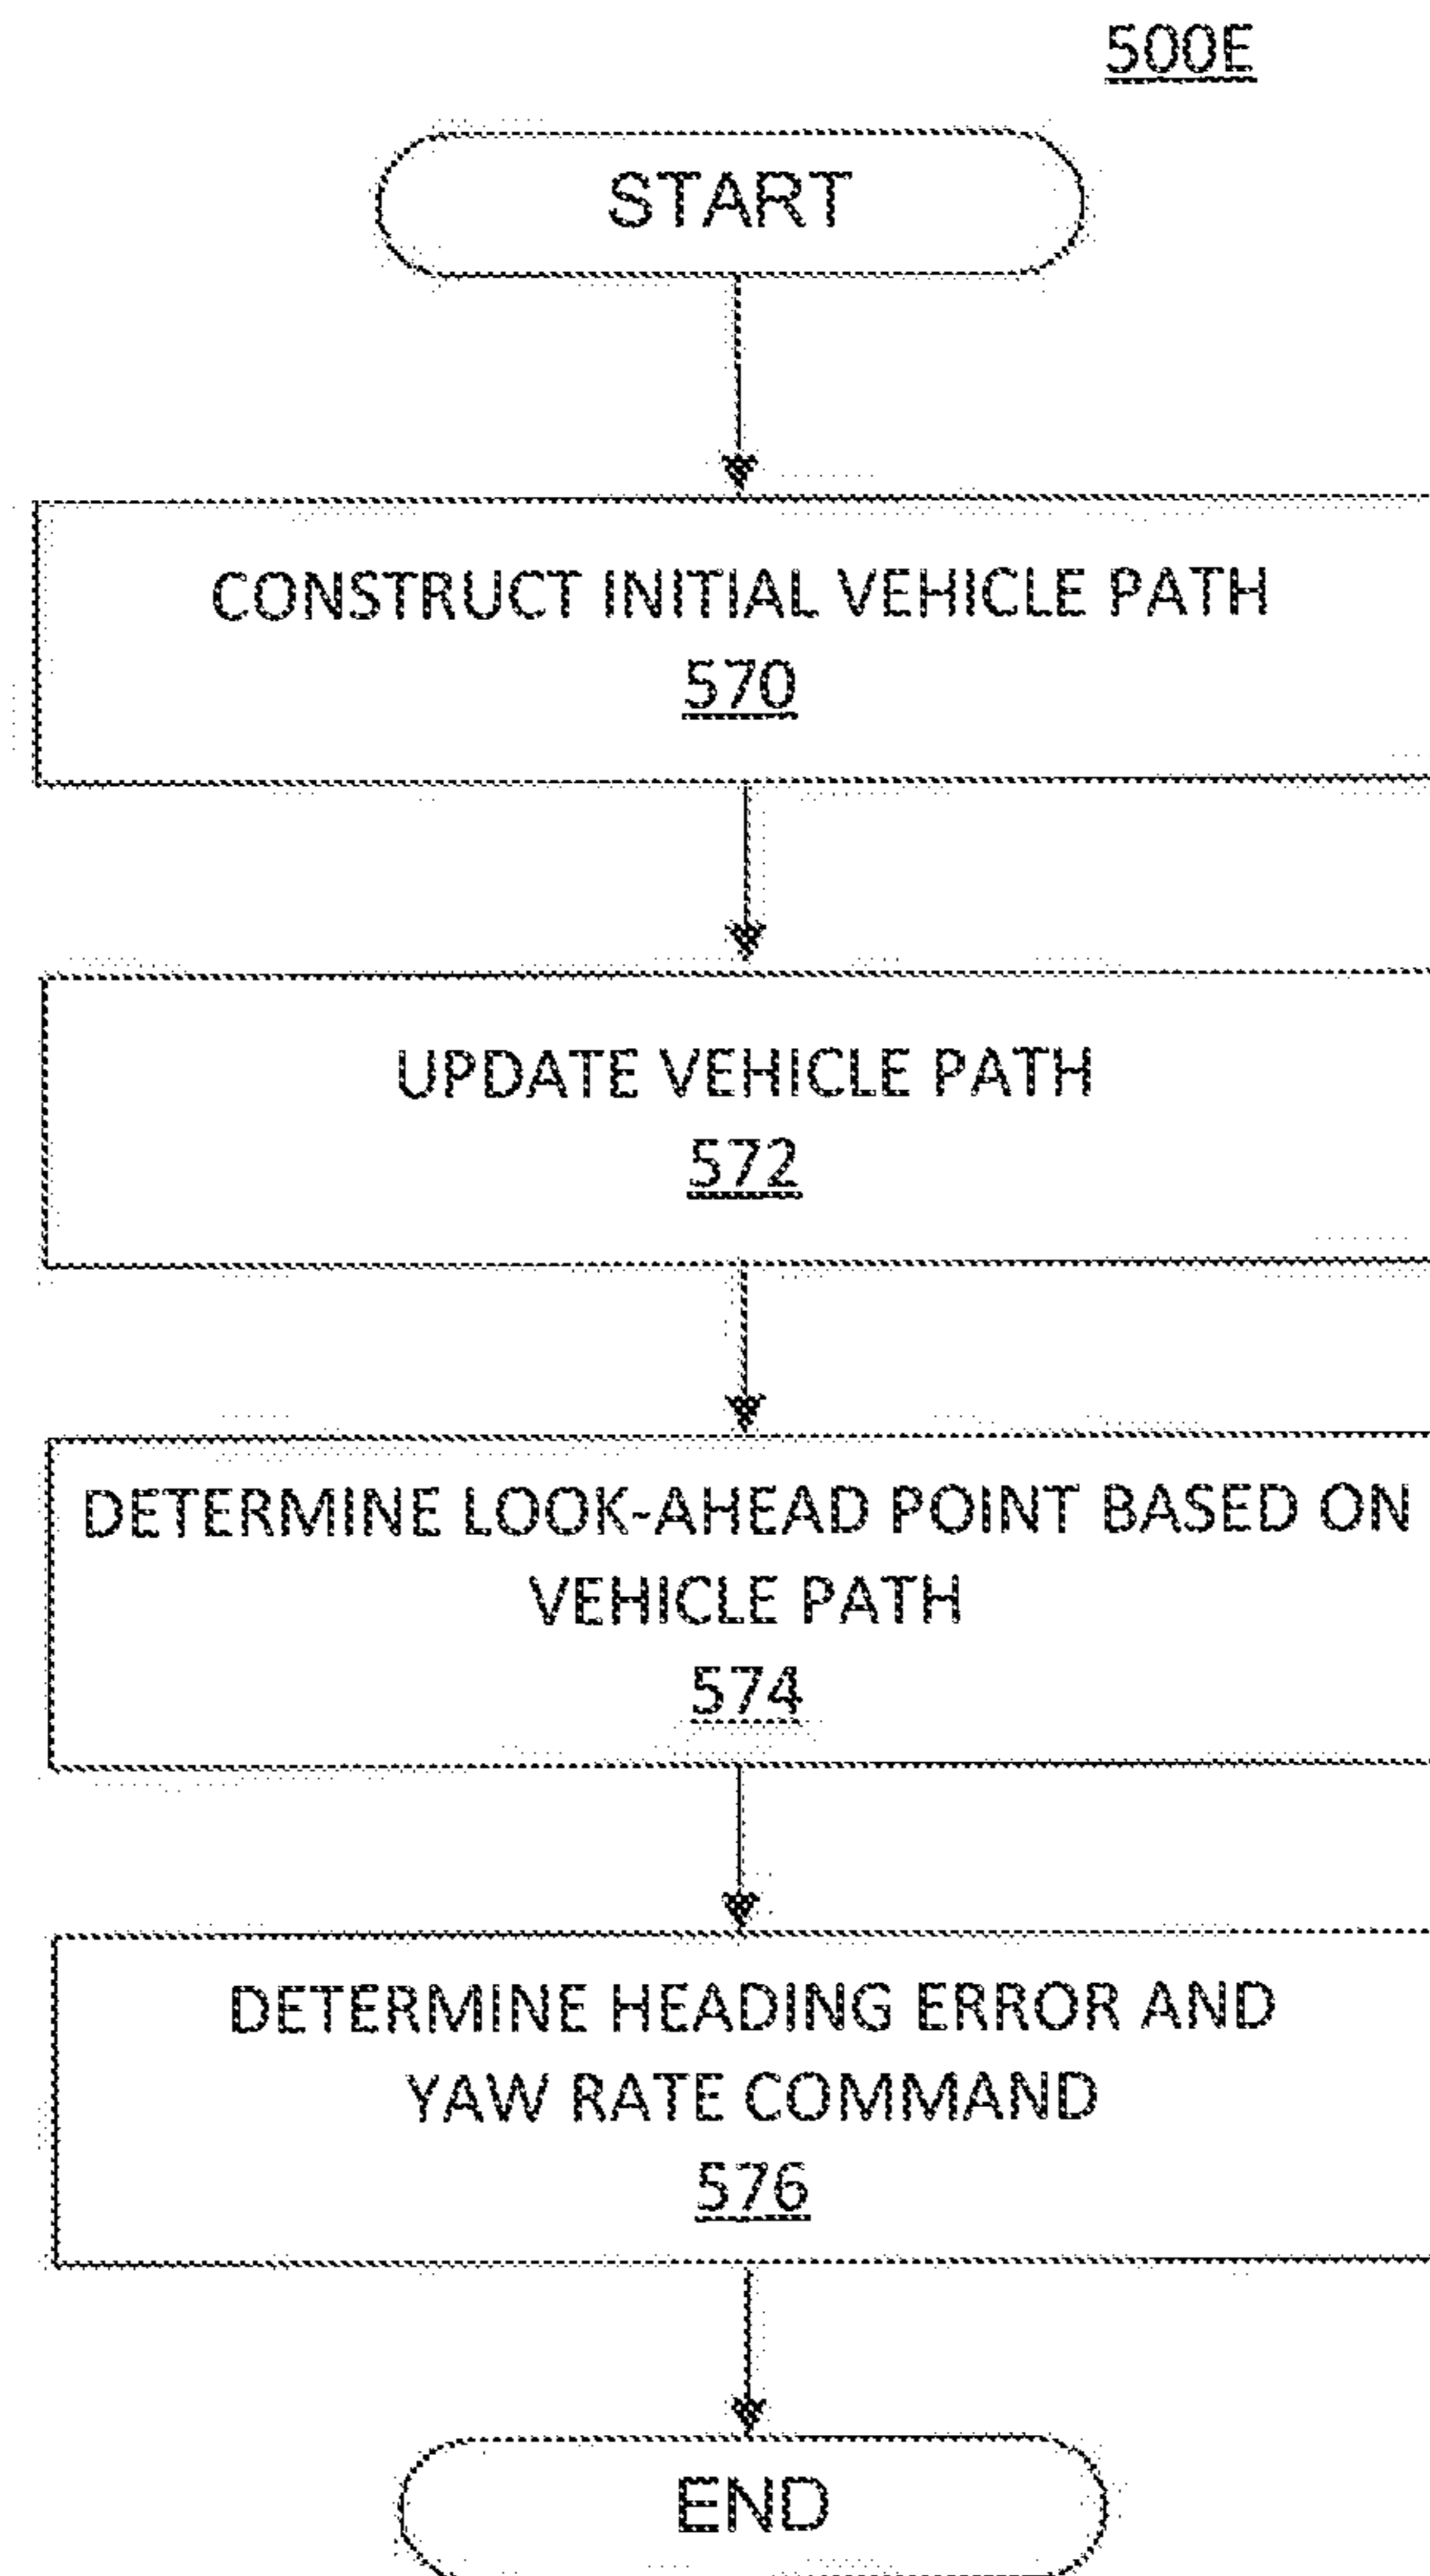 500E
START
CONSTRUCT INITIAL VEHICLE PATH
570
UPDATE VEHICLE PATH
572
DETERMINE LOOK-AHEAD POINT BASED ON
VEHICLE PATH
574
DETERMINE HEADING ERROR AND
YAW RATE COMMAND
576
END